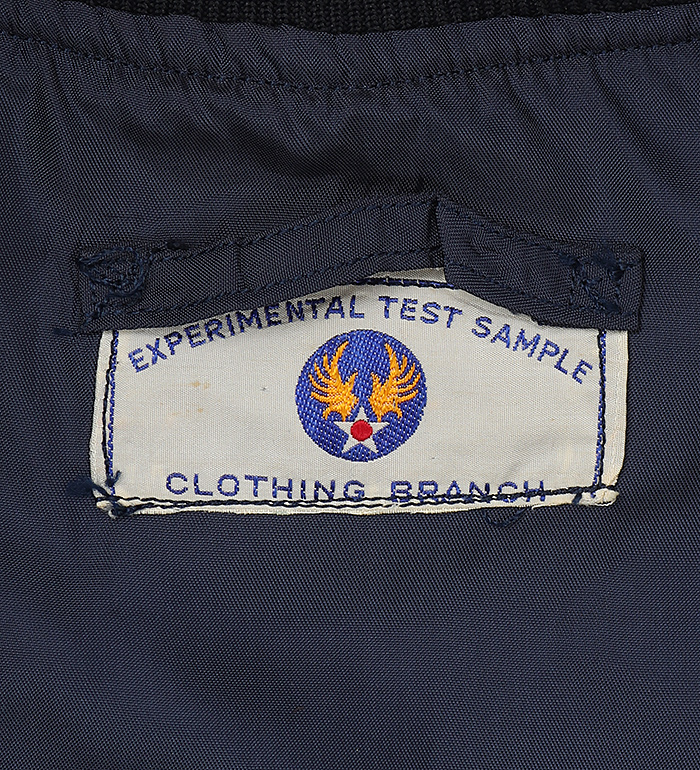 EXPERIMENTAL TEST SAMPLE
CLOTHING BRANCH